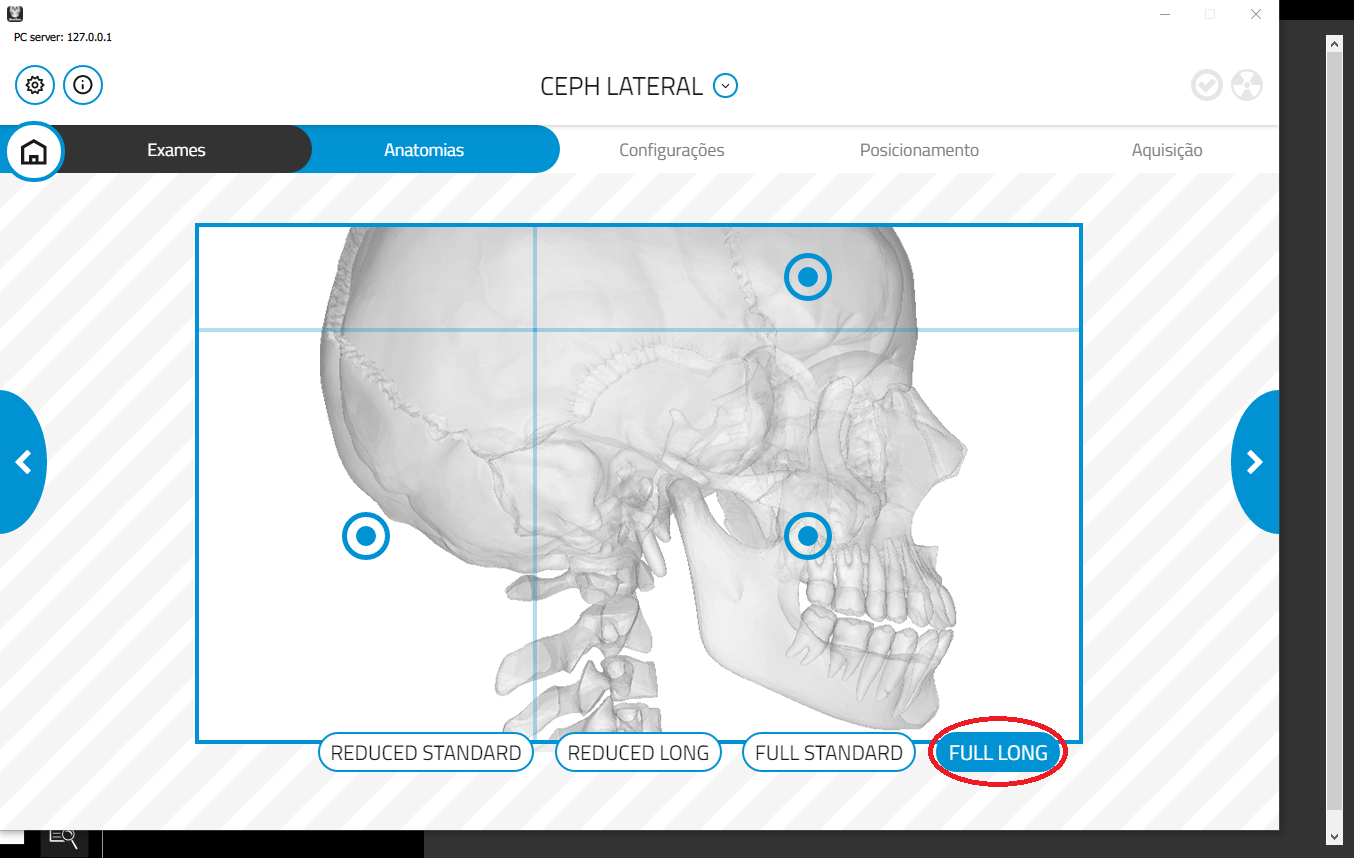 PC server: 127.0.0.1
CEPH LATERAL
Exames
Anatomias
Configurações
Posicionamento
Aquisição
REDUCED STANDARD
REDUCED LONG
FULL STANDARD
FULL LONG